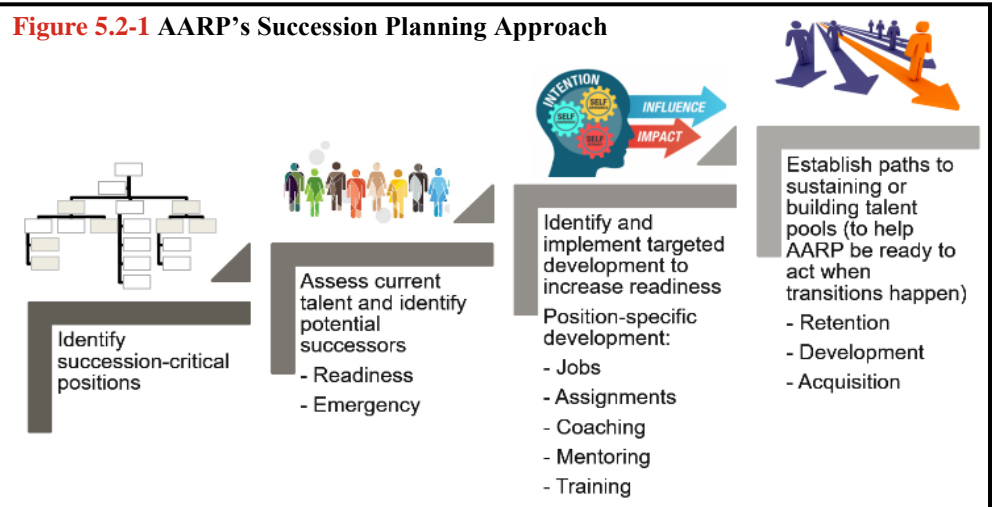 Figure 5.2-1 AARP's Succession Planning Approach
Identify
succession-critical
positions
Assess current
talent and identify
potential
successors
- Readiness
- Emergency
INTENTION
SELF
SELF
SELF
INFLUENCE
IMPACT
Identify and
implement targeted
development to
increase readiness
Position-specific
development:
- Jobs
- Assignments
- Coaching
- Mentoring
- Training
Establish paths to
sustaining or
building talent
pools (to help
AARP be ready to
act when
transitions happen)
- Retention
- Development
- Acquisition